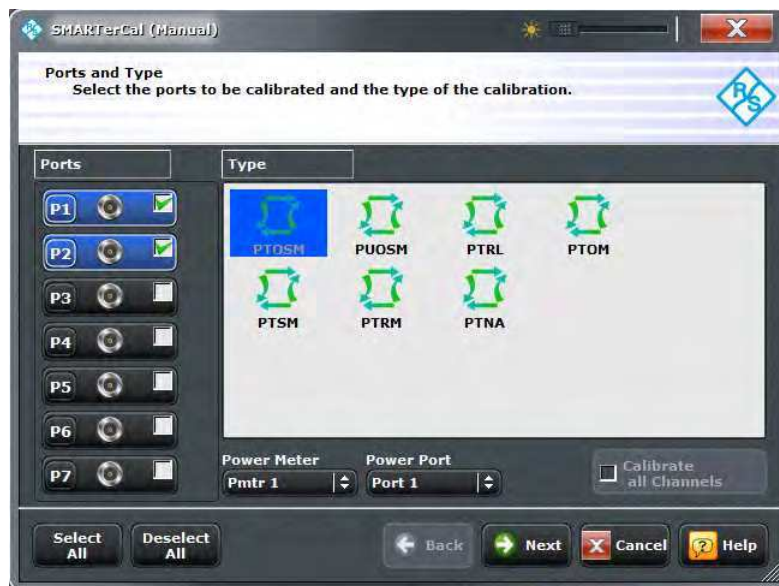 SMARTerCal (Manual)
X
Ports and Type
Select the ports to be calibrated and the type of the calibration.
R&S
Ports
Type
P1
P2
P3
P4
P5
P6
P7
PTOSM
PUOSM
PTRL
PTOM
PTSM
PTRM
PTNA
Power Meter
Power Port
Pmtr 1
Port 1
Calibrate
all Channels
Select
All
Deselect
All
Back
Next
Cancel
Help